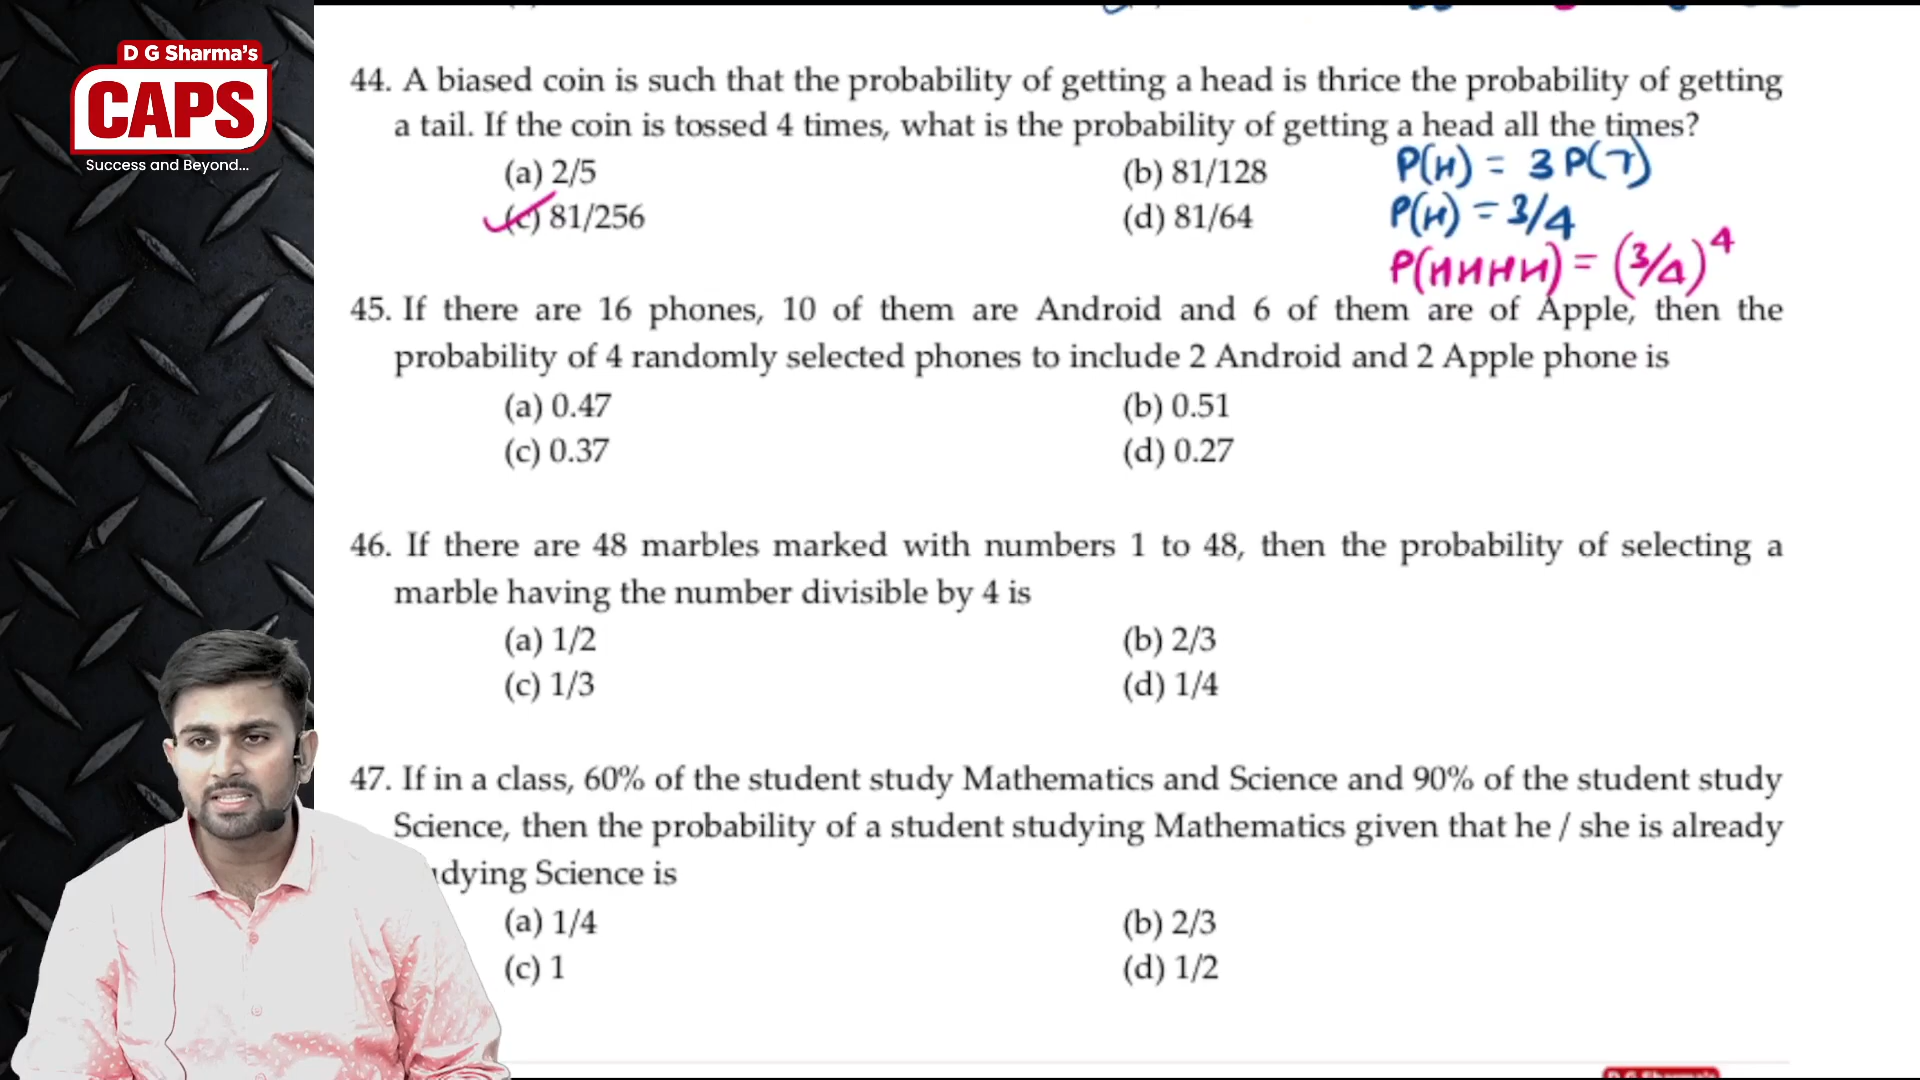 D G Sharma's
CAPS
Success and Beyond...
44. A biased coin is such that the probability of getting a head is thrice the probability of getting
a tail. If the coin is tossed 4 times, what is the probability of getting a head all the times?
(a) 2/5 (b) 81/128
(c) 81/256 (d) 81/64
P(H) = 3 P(T)
P(H) = 3/4
P(HHHH) = (3/4)^4
45. If there are 16 phones, 10 of them are Android and 6 of them are of Apple, then the
probability of 4 randomly selected phones to include 2 Android and 2 Apple phone is
(a) 0.47 (b) 0.51
(c) 0.37 (d) 0.27
46. If there are 48 marbles marked with numbers 1 to 48, then the probability of selecting a
marble having the number divisible by 4 is
(a) 1/2 (b) 2/3
(c) 1/3 (d) 1/4
47. If in a class, 60% of the student study Mathematics and Science and 90% of the student study
Science, then the probability of a student studying Mathematics given that he / she is already
udying Science is
(a) 1/4 (b) 2/3
(c) 1 (d) 1/2
D G Sharma's